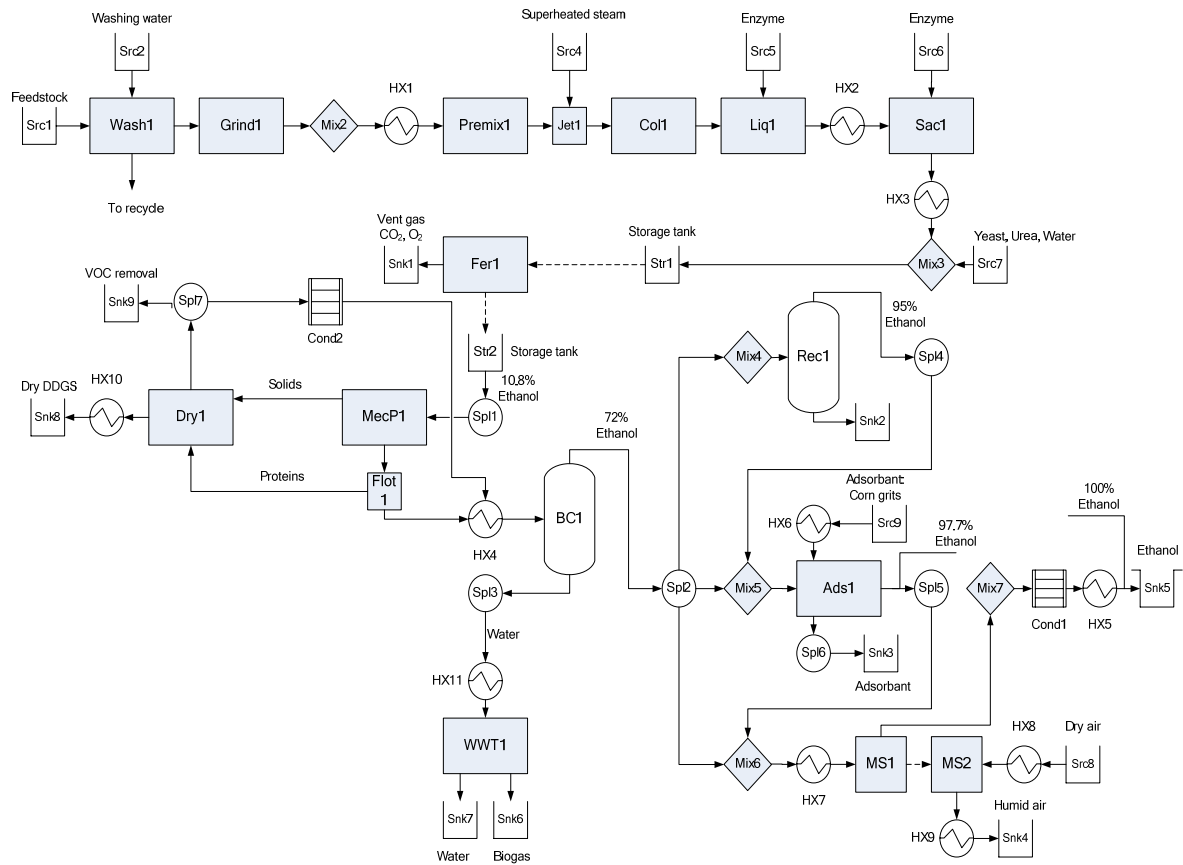 Washing water
Superheated steam
Enzyme
Enzyme
Src2
Src4
Src5
Src6
Feedstock
HX1
HX2
Src1
Wash1
Grind1
Mix2
Premix1
Jet1
Col1
Liq1
Sac1
To recycle
HX3
Vent gas
CO₂, O₂
Storage tank
Yeast, Urea, Water
Snk1
Fer1
Str1
Mix3
Src7
VOC removal
Snk9
Spl7
Cond2
Str2
Storage tank
10,8%
Ethanol
95%
Ethanol
Mix4
Rec1
Spl4
Dry DDGS
HX10
Solids
Snk8
Dry1
MecP1
Spl1
Snk2
72%
Ethanol
Proteins
Flot
1
HX4
BC1
Adsorbant:
Corn grits
HX6
Src9
97.7%
Ethanol
100%
Ethanol
Ethanol
Spl3
Spl2
Mix5
Ads1
Spl5
Mix7
Cond1
HX5
Snk5
Water
Spl6
Snk3
Adsorbant
HX11
WWT1
Mix6
HX7
MS1
MS2
HX8
Dry air
Src8
Humid air
HX9
Snk4
Snk7
Snk6
Water
Biogas